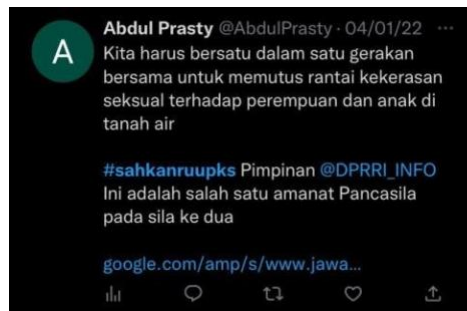 A
Abdul Prasty @AbdulPrasty · 04/01/22 ...
Kita harus bersatu dalam satu gerakan
bersama untuk memutus rantai kekerasan
seksual terhadap perempuan dan anak di
tanah air
#sahkanruupks Pimpinan @DPRRI_INFO
Ini adalah salah satu amanat Pancasila
pada sila ke dua
google.com/amp/s/www.jawa...